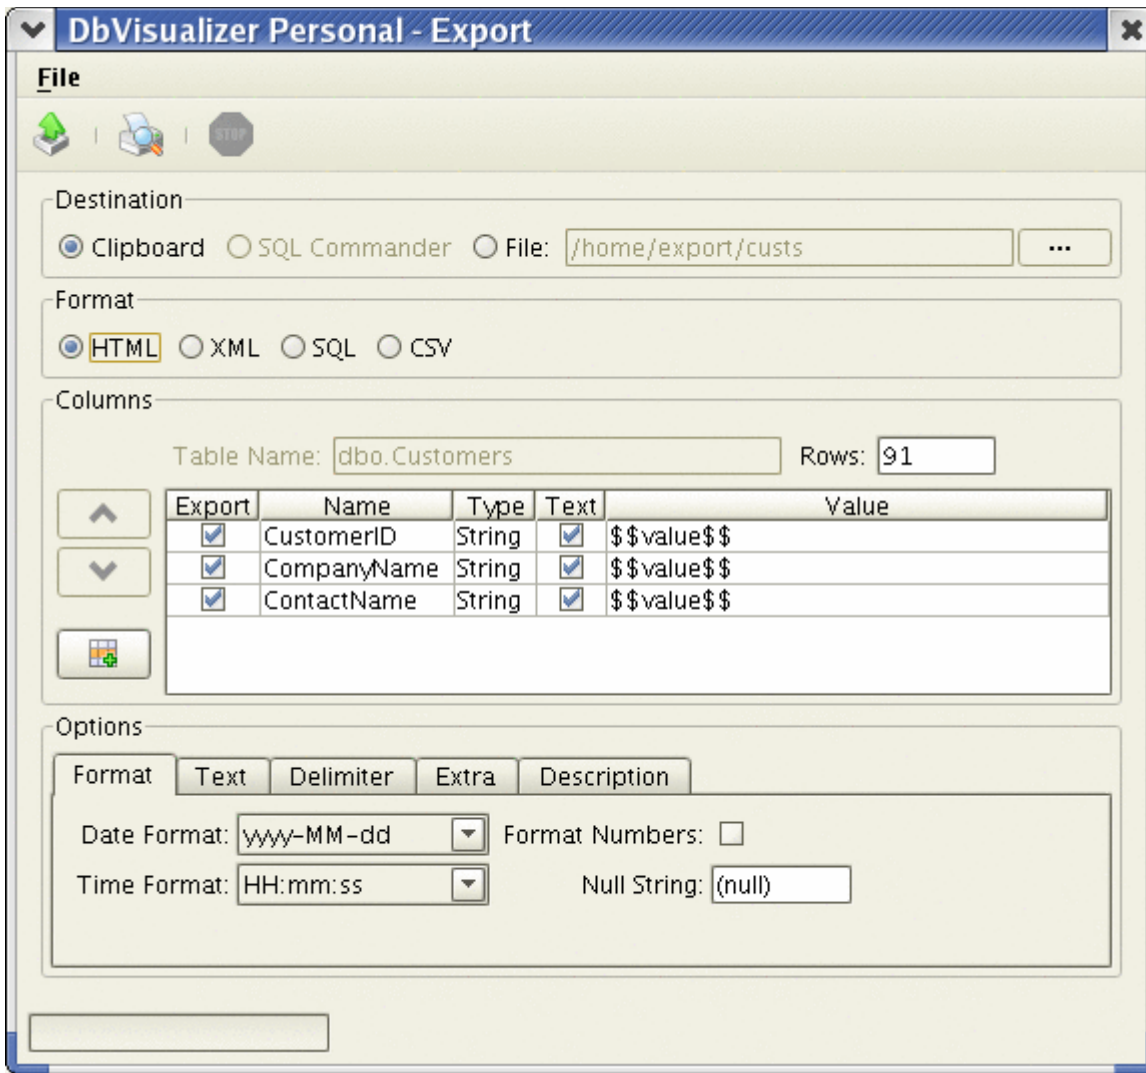 DbVisualizer Personal - Export
File
STOP
Destination
Clipboard SQL Commander File: /home/export/custs ...
Format
HTML XML SQL CSV
Columns
Table Name: dbo.Customers Rows: 91
Export Name Type Text Value
CustomerID String $$value$$
CompanyName String $$value$$
ContactName String $$value$$
Options
Format Text Delimiter Extra Description
Date Format: yyyy-MM-dd Format Numbers:
Time Format: HH:mm:ss Null String: (null)